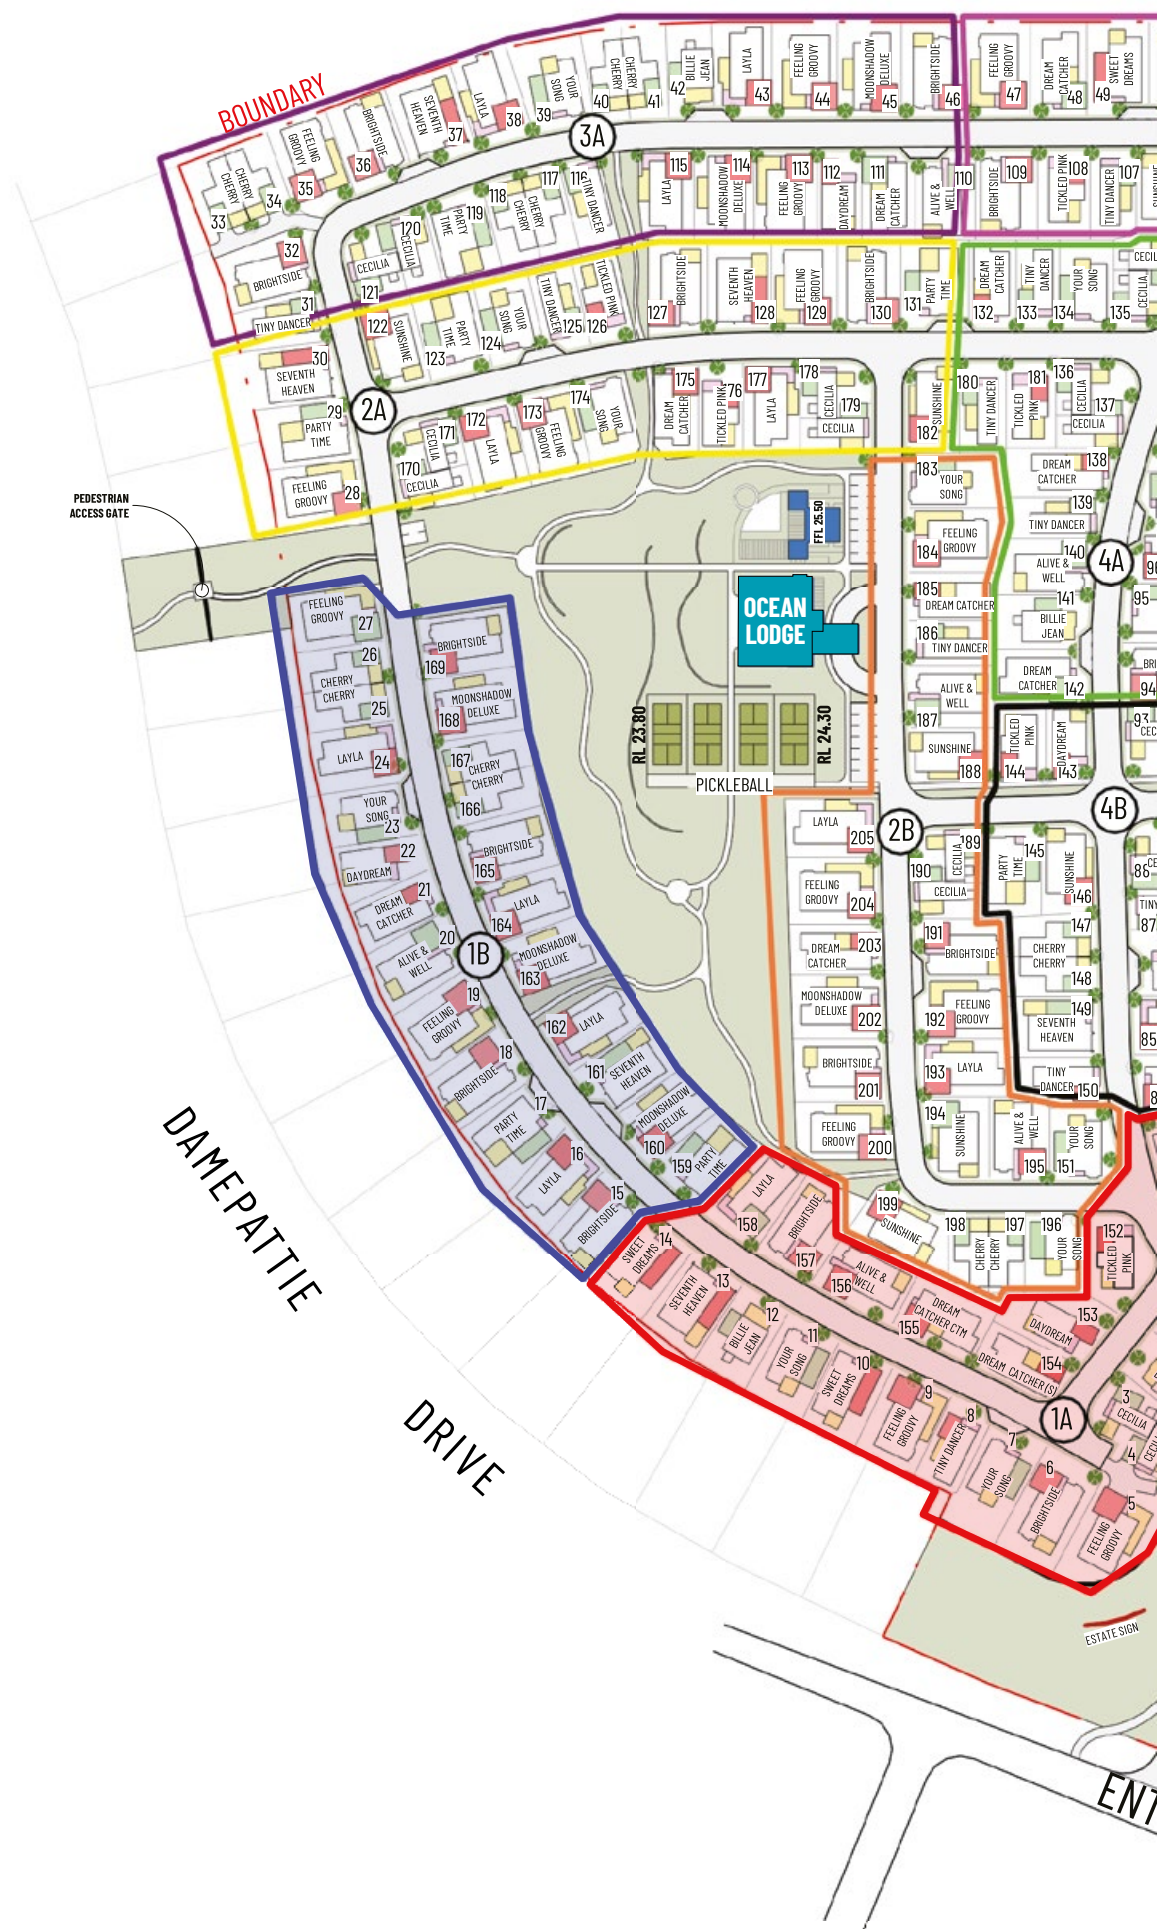 BOUNDARY
3A
CHERRY
CHERRY
33
34
FEELING
GROOVY
35
BRIGHTSIDE
36
SEVENTH
HEAVEN
37
LAYLA
38
YOUR
SONG
39
CHERRY
CHERRY
40
41
BILLIE
JEAN
42
LAYLA
43
FEELING
GROOVY
44
MOONSHADOW
DELUXE
45
BRIGHTSIDE
46
FEELING
GROOVY
47
DREAM
CATCHER
48
SWEET
DREAMS
49
32
BRIGHTSIDE
31
TINY DANCER
CECILIA
121
120
CECILIA
PARTY
TIME
119
118
CHERRY
CHERRY
117
TINY DANCER
LAYLA
115
MOONSHADOW
DELUXE
114
FEELING
GROOVY
113
DAYDREAM
112
DREAM
CATCHER
111
ALIVE &
WELL
110
BRIGHTSIDE
109
TICKLED PINK
108
TINY DANCER
107
122
SUNSHINE
123
PARTY
TIME
124
YOUR
SONG
TINY DANCER
125
TICKLED PINK
126
127
BRIGHTSIDE
SEVENTH
HEAVEN
128
FEELING
GROOVY
129
BRIGHTSIDE
130
131
PARTY
TIME
DREAM
CATCHER
132
TINY
DANCER
133
YOUR
SONG
134
CECILIA
135
30
SEVENTH
HEAVEN
29
PARTY
TIME
FEELING
GROOVY
28
2A
170
CECILIA
CECILIA
171
172
LAYLA
173
FEELING
GROOVY
174
YOUR
SONG
175
DREAM
CATCHER
176
TICKLED PINK
177
LAYLA
178
CECILIA
179
CECILIA
SUNSHINE
182
180
TINY DANCER
181
TICKLED
PINK
136
CECILIA
137
CECILIA
138
DREAM
CATCHER
139
TINY DANCER
140
ALIVE &
WELL
4A
141
BILLIE
JEAN
95
DREAM
CATCHER
142
94
93
PEDESTRIAN
ACCESS GATE
FFL 25.50
OCEAN
LODGE
RL 23.80
RL 24.30
PICKLEBALL
183
YOUR
SONG
184
FEELING
GROOVY
185
DREAM CATCHER
186
TINY DANCER
ALIVE &
WELL
187
SUNSHINE
188
TICKLED
PINK
144
DAYDREAM
143
4B
2B
FEELING
GROOVY
27
26
CHERRY
CHERRY
25
LAYLA
24
YOUR
SONG
23
22
DAYDREAM
21
DREAM
CATCHER
20
ALIVE &
WELL
19
FEELING
GROOVY
18
BRIGHTSIDE
17
PARTY
TIME
16
LAYLA
15
BRIGHTSIDE
1B
BRIGHTSIDE
169
MOONSHADOW
DELUXE
168
167
CHERRY
CHERRY
166
BRIGHTSIDE
165
LAYLA
164
MOONSHADOW
DELUXE
163
162
LAYLA
161
SEVENTH
HEAVEN
MOONSHADOW
DELUXE
160
159
PARTY
TIME
LAYLA
205
FEELING
GROOVY
204
DREAM
CATCHER
203
MOONSHADOW
DELUXE
202
BRIGHTSIDE
201
FEELING
GROOVY
200
199
SUNSHINE
189
CECILIA
190
CECILIA
191
BRIGHTSIDE
192
FEELING
GROOVY
193
LAYLA
194
SUNSHINE
ALIVE &
WELL
195
YOUR
SONG
151
198
CHERRY
CHERRY
197
196
YOUR
SONG
145
PARTY
TIME
SUNSHINE
146
147
CHERRY
CHERRY
148
149
SEVENTH
HEAVEN
TINY
DANCER
150
86
87
85
152
TICKLED
PINK
153
DAYDREAM
154
DREAM CATCHER(S)
DREAM
CATCHER CTM
155
ALIVE &
WELL
156
BRIGHTSIDE
157
LAYLA
158
14
SWEET
DREAMS
13
SEVENTH
HEAVEN
12
BILLIE
JEAN
11
YOUR
SONG
10
SWEET
DREAMS
9
FEELING
GROOVY
8
TINY DANCER
7
YOUR
SONG
6
BRIGHTSIDE
5
FEELING
GROOVY
4
3
CECILIA
1A
DAMEPATTIE
DRIVE
ESTATE SIGN
ENT